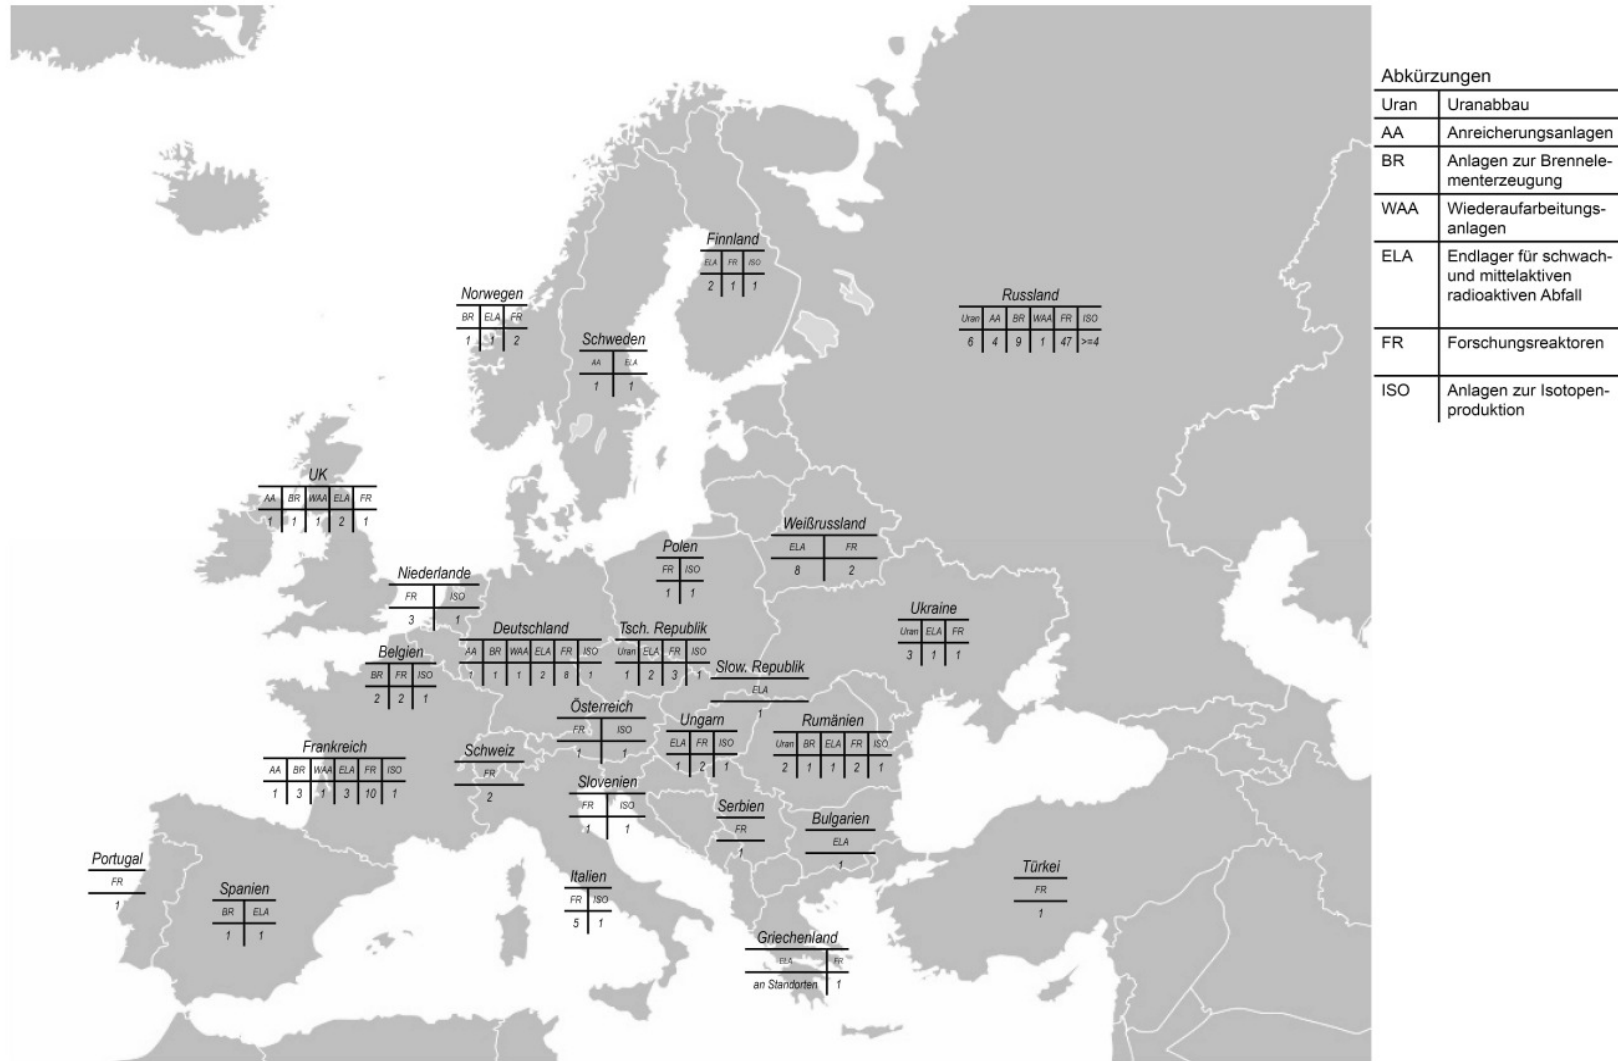 Abkürzungen
Uran Uranabbau
AA Anreicherungsanlagen
BR Anlagen zur Brennele-
menterzeugung
WAA Wiederaufarbeitungs-
anlagen
ELA Endlager für schwach-
und mittelaktiven
radioaktiven Abfall
FR Forschungsreaktoren
ISO Anlagen zur Isotopen-
produktion
Finnland
ELA FR ISO
2 1 1
Norwegen
BR ELA FR
1 1 2
Schweden
AA ELA
1 1
Russland
Uran AA BR WAA FR ISO
6 4 9 1 47 >=4
UK
AA BR WAA ELA FR
1 1 1 2 1
Weißrussland
ELA FR
8 2
Polen
FR ISO
1 1
Niederlande
FR ISO
3 1
Ukraine
Uran ELA FR
3 1 1
Deutschland
AA BR WAA ELA FR ISO
1 1 1 2 8 1
Tsch. Republik
Uran ELA FR ISO
1 2 3 1
Belgien
BR FR ISO
2 2 1
Slow. Republik
ELA
1
Österreich
FR ISO
1 1
Ungarn
ELA FR ISO
1 2 1
Rumänien
Uran BR ELA FR ISO
2 1 1 2 1
Frankreich
AA BR WAA ELA FR ISO
1 3 1 3 10 1
Schweiz
FR
2
Slovenien
FR ISO
1 1
Serbien
FR
1
Bulgarien
ELA
1
Portugal
FR
1
Spanien
BR ELA
1 1
Italien
FR ISO
5 1
Türkei
FR
1
Griechenland
ELA FR
an Standorten 1